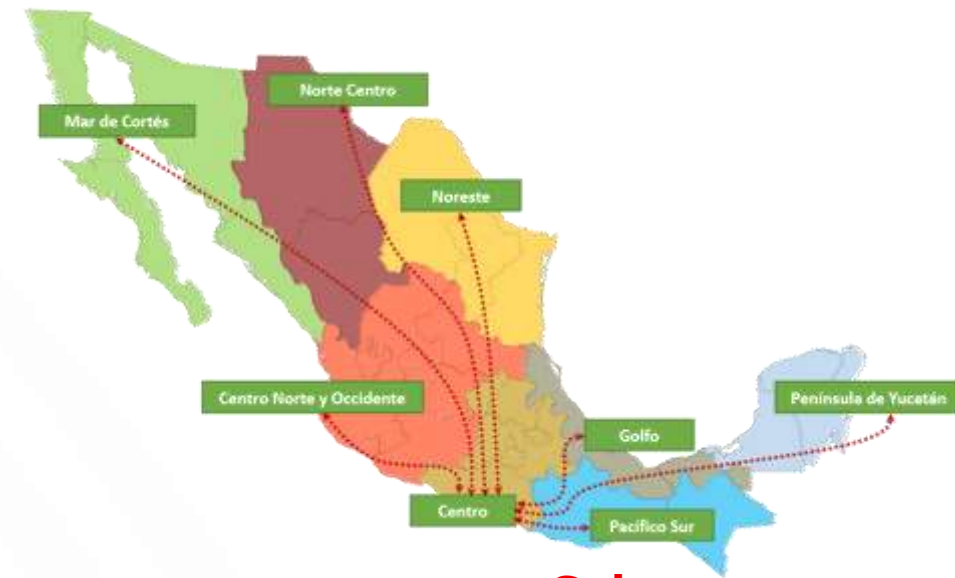 Norte Centro
Mar de Cortés
Noreste
Centro Norte y Occidente
Península de Yucatán
Golfo
Centro
Pacífico Sur